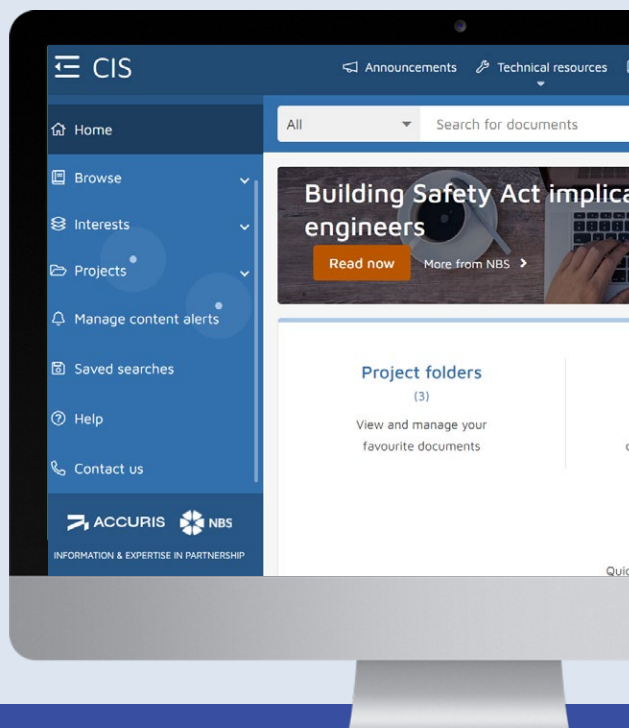 CIS
Announcements
Technical resources
Home
All
Search for documents
Browse
Building Safety Act implica
engineers
Interests
Read now
More from NBS
Projects
Manage content alerts
Project folders
(3)
Saved searches
View and manage your
favourite documents
Help
Contact us
ACCURIS
NBS
INFORMATION & EXPERTISE IN PARTNERSHIP
Quic